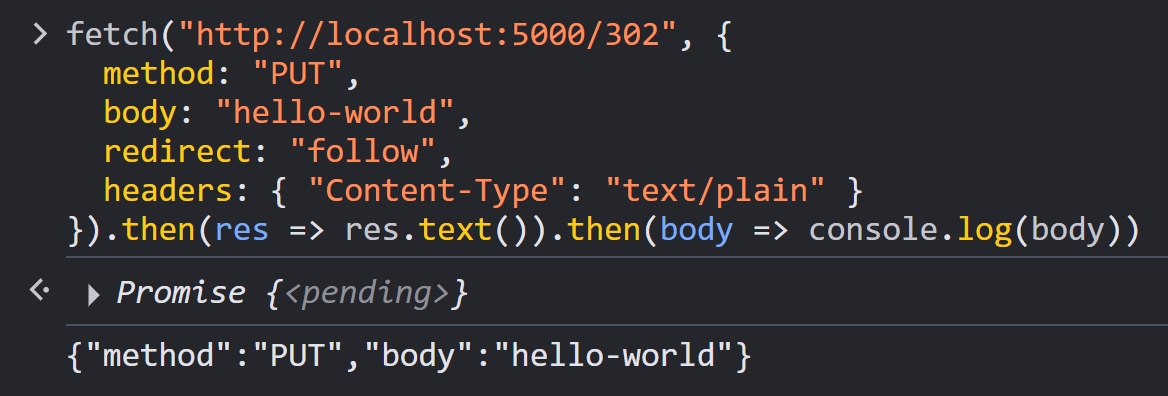 > fetch("http://localhost:5000/302", {
method: "PUT",
body: "hello-world",
redirect: "follow",
headers: { "Content-Type": "text/plain" }
}).then(res => res.text()).then(body => console.log(body))
Promise {<pending>}
{"method":"PUT","body":"hello-world"}